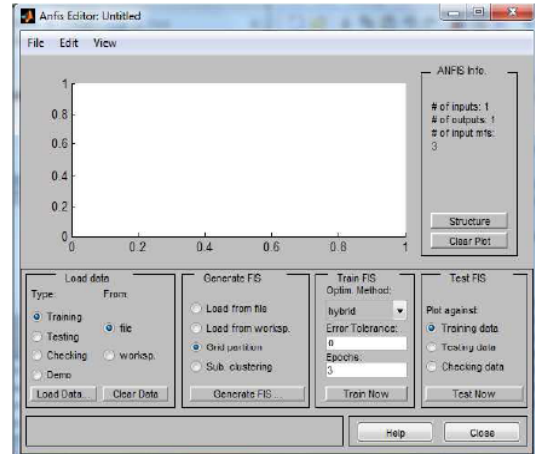 Anfis Editor: Untitled
File Edit View
1
0.8
0.6
0.4
0.2
0
0 0.2 0.4 0.6 0.8 1
ANFIS Info.
# of inputs: 1
# of outputs: 1
# of input mfs:
3
Structure
Clear Plot
Load data
Type: From:
Training
Testing
Checking
Demo
file
worksp.
Load Data... Clear Data
Generate FIS
Load from file
Load from worksp.
Grid partition
Sub. clustering
Generate FIS ...
Train FIS
Optim. Method:
hybrid
Error Tolerance:
0
Epochs:
3
Train Now
Test FIS
Plot against:
Training data
Testing data
Checking data
Test Now
Help Close